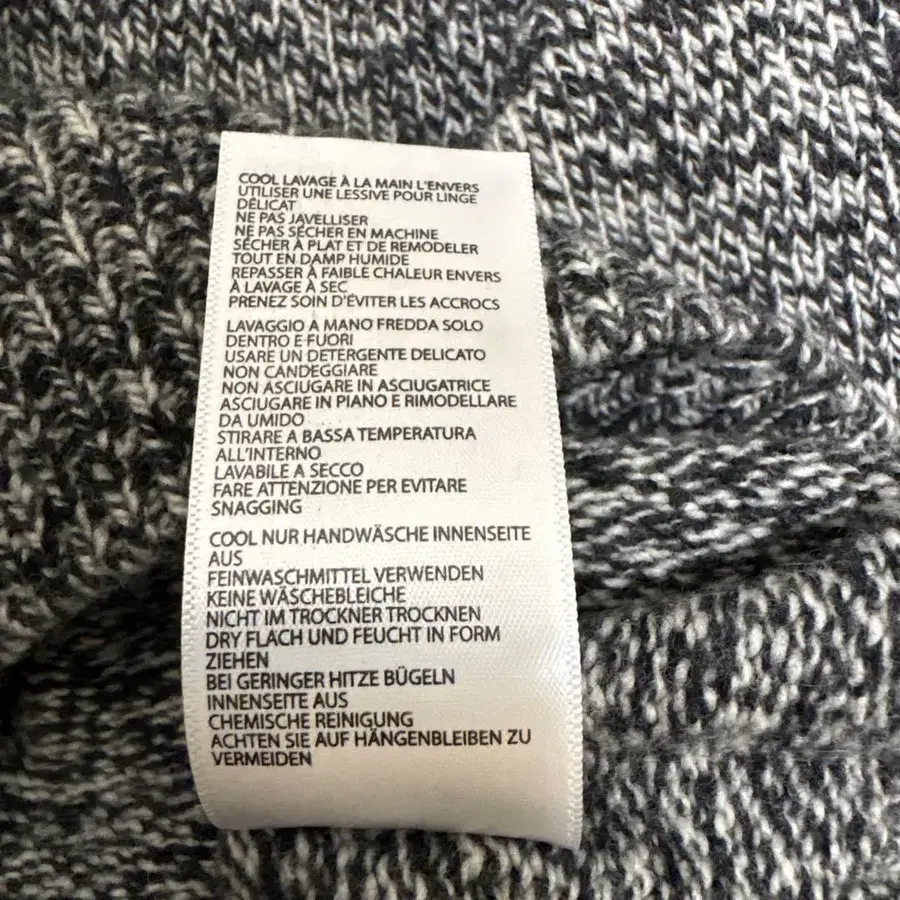 COOL LAVAGE À LA MAIN L'ENVERS
UTILISER UNE LESSIVE POUR LINGE
DÉLICAT
NE PAS JAVELLISER
NE PAS SÉCHER EN MACHINE
SÉCHER À PLAT ET DE REMODELER
TOUT EN DAMP HUMIDE
REPASSER À FAIBLE CHALEUR ENVERS
À LAVAGE À SEC
PRENEZ SOIN D'ÉVITER LES ACCROCS
LAVAGGIO A MANO FREDDA SOLO
DENTRO E FUORI
USARE UN DETERGENTE DELICATO
NON CANDEGGIARE
NON ASCIUGARE IN ASCIUGATRICE
ASCIUGARE IN PIANO E RIMODELLARE
DA UMIDO
STIRARE A BASSA TEMPERATURA
ALL'INTERNO
LAVABILE A SECCO
FARE ATTENZIONE PER EVITARE
SNAGGING
COOL NUR HANDWÄSCHE INNENSEITE
AUS
FEINWASCHMITTEL VERWENDEN
KEINE WÄSCHEBLEICHE
NICHT IM TROCKNER TROCKNEN
DRY FLACH UND FEUCHT IN FORM
ZIEHEN
BEI GERINGER HITZE BÜGELN
INNENSEITE AUS
CHEMISCHE REINIGUNG
ACHTEN SIE AUF HÄNGENBLEIBEN ZU
VERMEIDEN